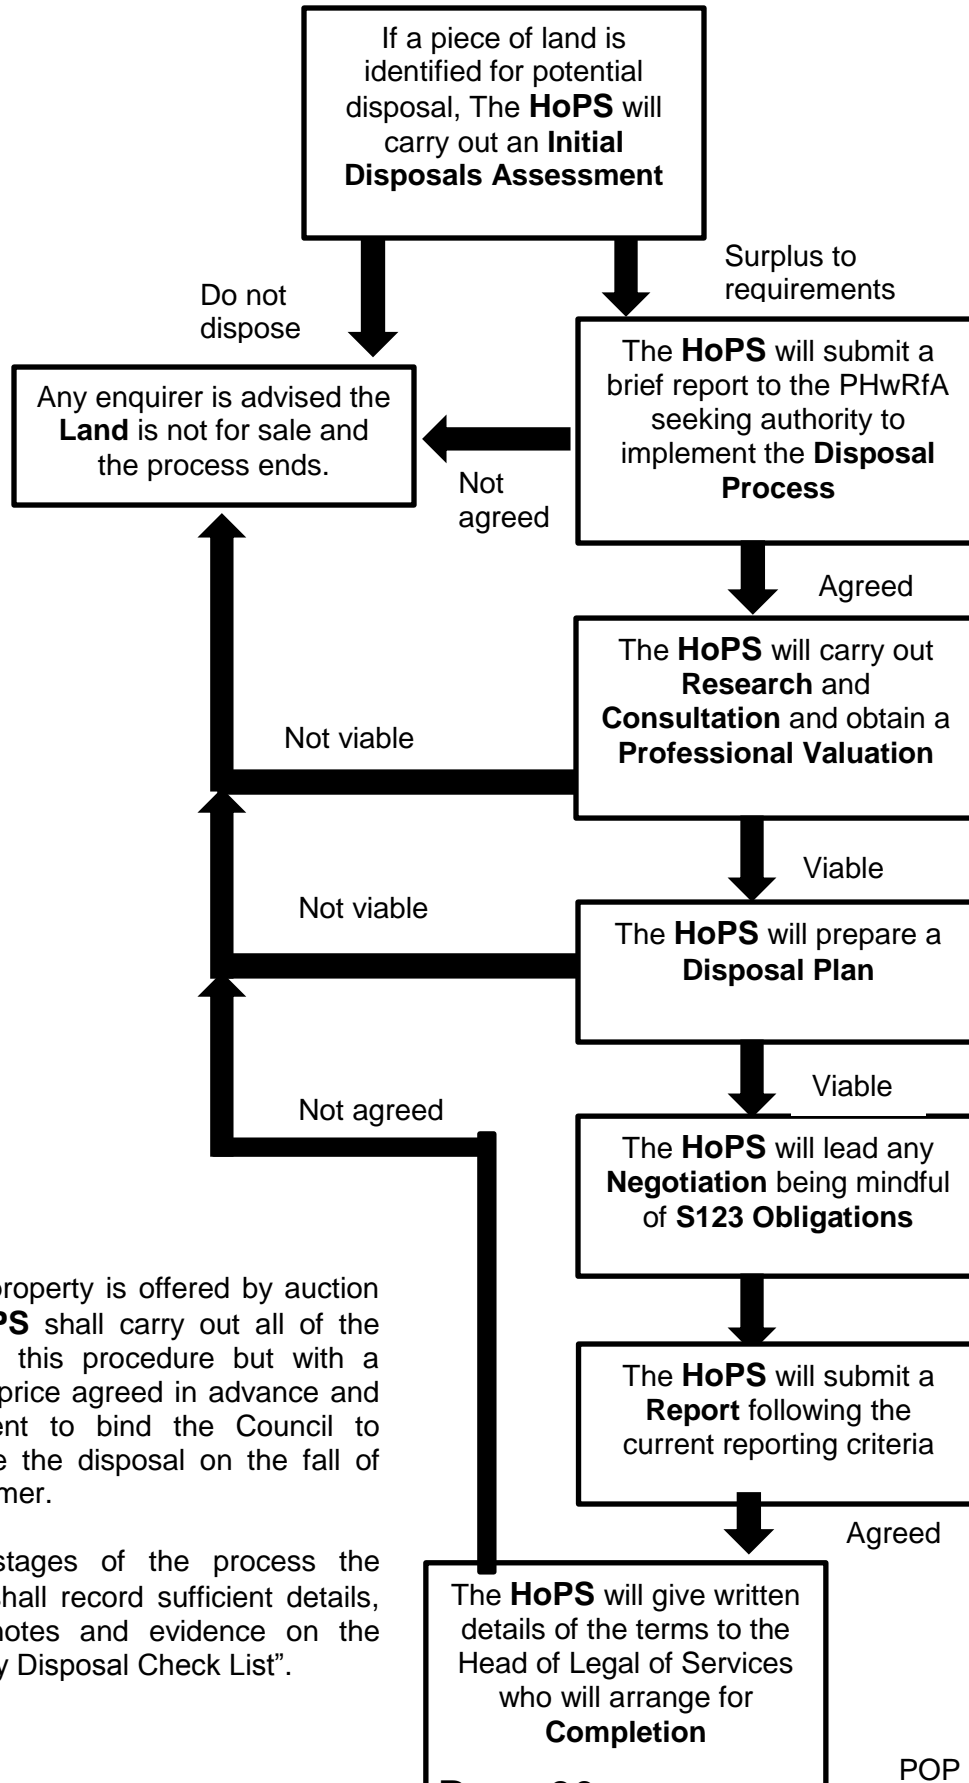 If a piece of land is
identified for potential
disposal, The HoPS will
carry out an Initial
Disposals Assessment
Do not
dispose
Surplus to
requirements
Any enquirer is advised the
Land is not for sale and
the process ends.
The HoPS will submit a
brief report to the PHwRfA
seeking authority to
implement the Disposal
Process
Not
agreed
Agreed
The HoPS will carry out
Research and
Consultation and obtain a
Professional Valuation
Not viable
Viable
The HoPS will prepare a
Disposal Plan
Not viable
Viable
The HoPS will lead any
Negotiation being mindful
of S123 Obligations
Not agreed
The HoPS will submit a
Report following the
current reporting criteria
Agreed
The HoPS will give written
details of the terms to the
Head of Legal of Services
who will arrange for
Completion
property is offered by auction
PS shall carry out all of the
this procedure but with a
price agreed in advance and
ent to bind the Council to
e the disposal on the fall of
mer.
stages of the process the
shall record sufficient details,
notes and evidence on the
y Disposal Check List”.
POP